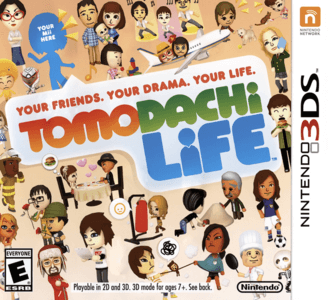 YOUR
Mii
HERE
NINTENDO
NETWORK
YOUR FRIENDS. YOUR DRAMA. YOUR LIFE.
TOMODACHI
LiFE
TM
NINTENDO 3DS
EVERYONE
E
ESRB
Playable in 2D and 3D. 3D mode for ages 7+. See back.
Nintendo